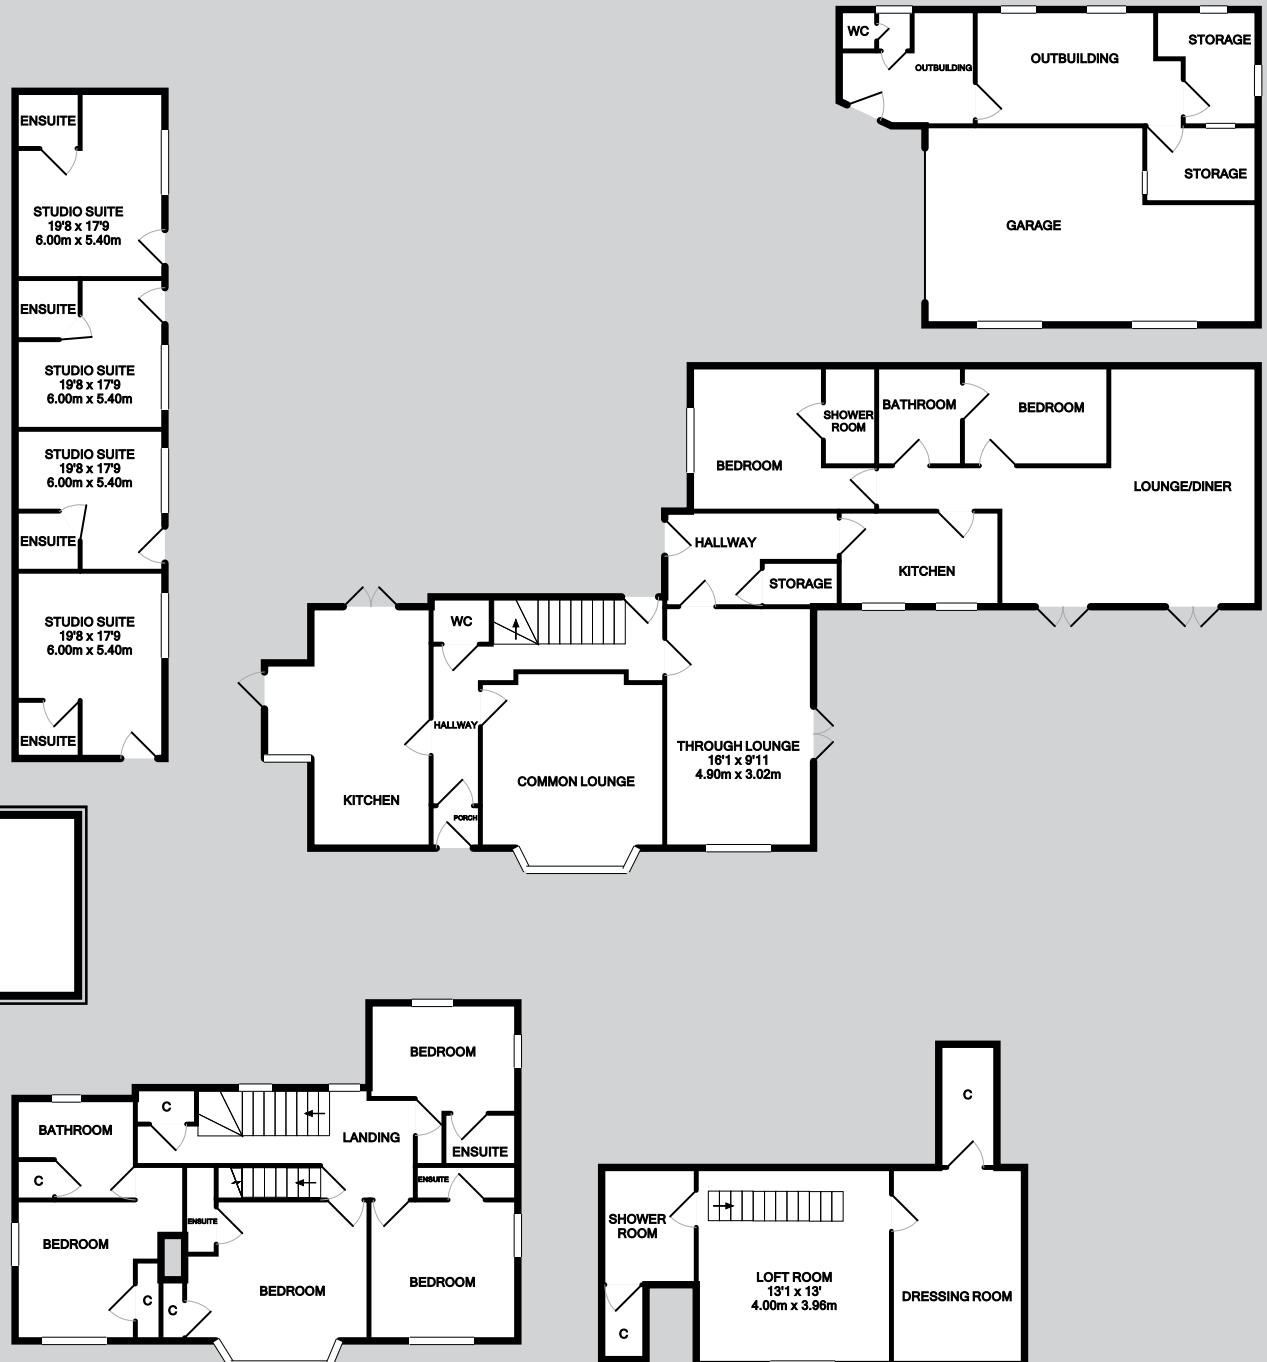 WC
OUTBUILDING
OUTBUILDING
STORAGE
STORAGE
GARAGE
ENSUITE
STUDIO SUITE
19'8 x 17'9
6.00m x 5.40m
ENSUITE
STUDIO SUITE
19'8 x 17'9
6.00m x 5.40m
STUDIO SUITE
19'8 x 17'9
6.00m x 5.40m
ENSUITE
STUDIO SUITE
19'8 x 17'9
6.00m x 5.40m
ENSUITE
BEDROOM
SHOWER
ROOM
BATHROOM
BEDROOM
LOUNGE/DINER
HALLWAY
STORAGE
KITCHEN
WC
HALLWAY
KITCHEN
PORCH
COMMON LOUNGE
THROUGH LOUNGE
16'1 x 9'11
4.90m x 3.02m
BEDROOM
C
BATHROOM
LANDING
ENSUITE
C
ENSUITE
ENSUITE
BEDROOM
C
C
BEDROOM
BEDROOM
C
SHOWER
ROOM
LOFT ROOM
13'1 x 13'
4.00m x 3.96m
DRESSING ROOM
C